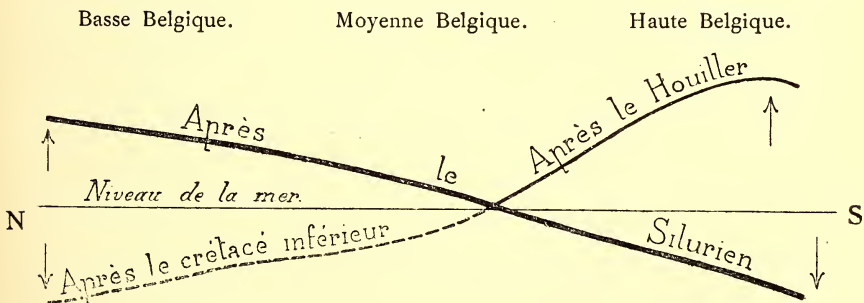 Basse Belgique. Moyenne Belgique. Haute Belgique.
Après le Silurien
Après le Houiller
Niveau de la mer.
N S
Après le crétacé inférieur